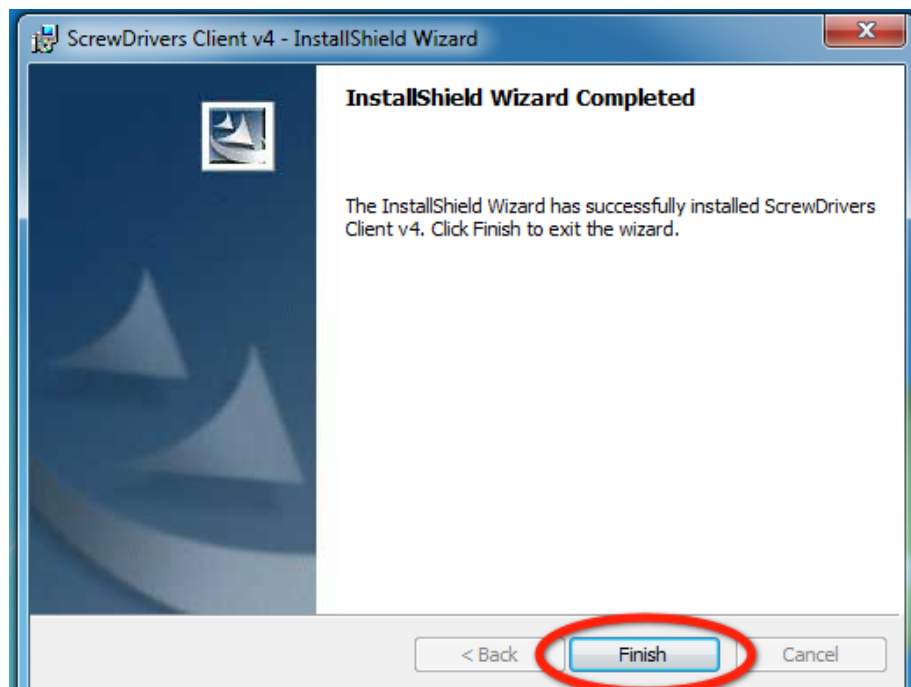 ScrewDrivers Client v4 - InstallShield Wizard
InstallShield Wizard Completed
The InstallShield Wizard has successfully installed ScrewDrivers
Client v4. Click Finish to exit the wizard.
< Back Finish Cancel